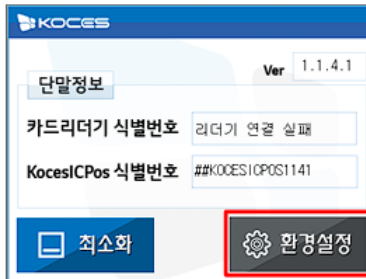 KOCES
Ver 1.1.4.1
단말정보
카드리더기 식별번호 리더기 연결 실패
KocesICPos 식별번호 ##KOCESICPOS1141
최소화 환경설정